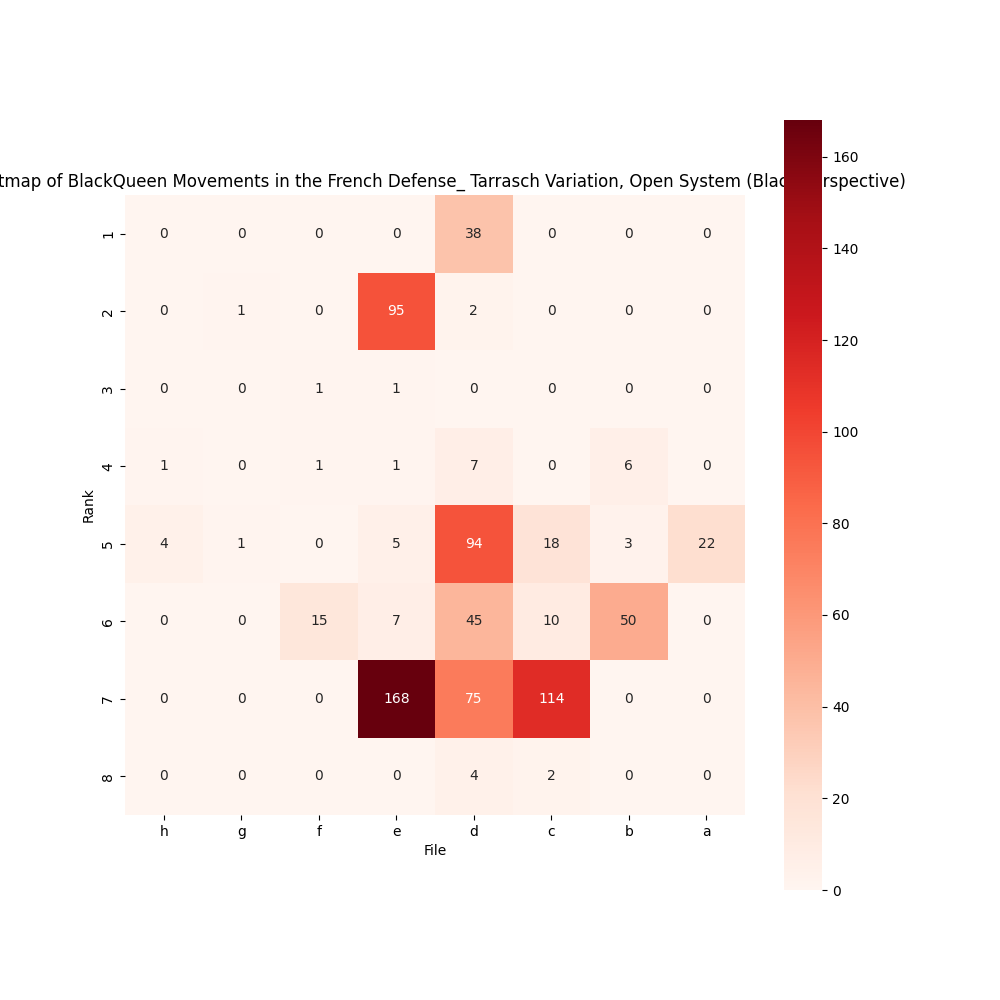 tmap of BlackQueen Movements in the French Defense_ Tarrasch Variation, Open System (Blac rspective)
1 0 0 0 0 38 0 0 0
2 0 1 0 95 2 0 0 0
3 0 0 1 1 0 0 0 0
4 1 0 1 1 7 0 6 0
5 4 1 0 5 94 18 3 22
6 0 0 15 7 45 10 50 0
7 0 0 0 168 75 114 0 0
8 0 0 0 0 4 2 0 0
h g f e d c b a
Rank
File
160
140
120
100
80
60
40
20
0